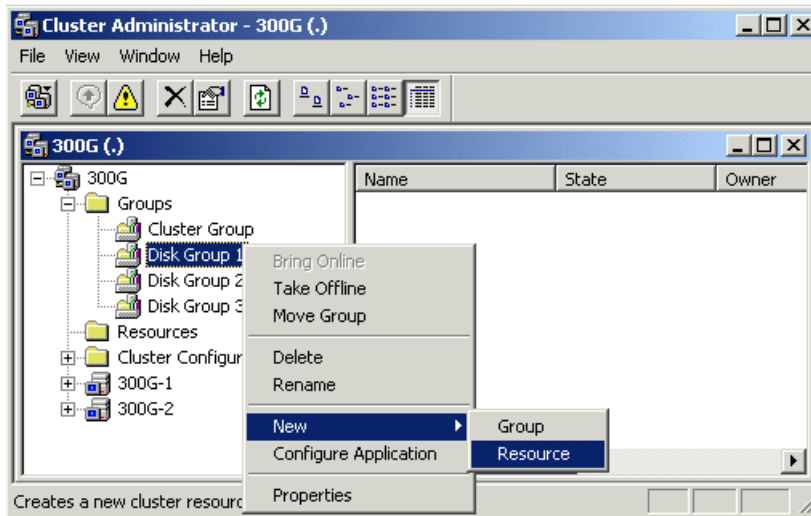 Cluster Administrator - 300G (.)
File View Window Help
300G (.)
300G
Name State Owner
Groups
Cluster Group
Disk Group 1
Bring Online
Disk Group 2
Take Offline
Disk Group 3
Move Group
Resources
Cluster Configur
Delete
300G-1
Rename
300G-2
New Group
Configure Application Resource
Properties
Creates a new cluster resourc